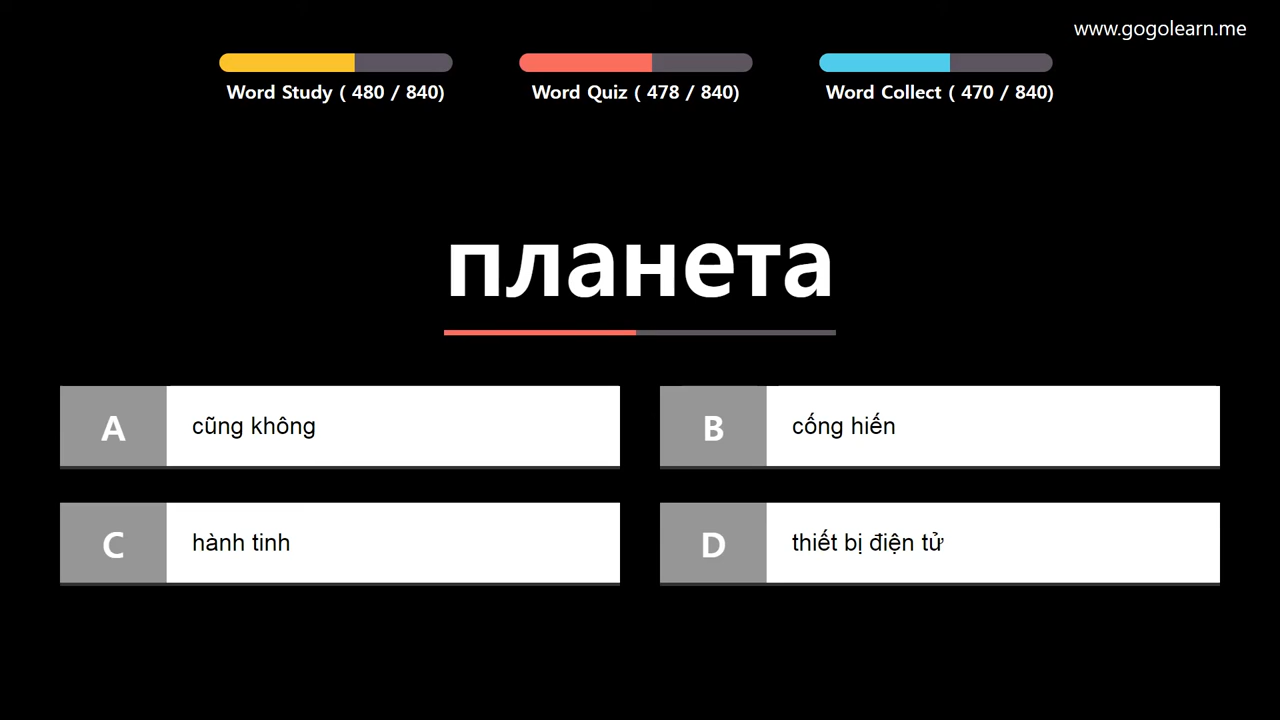 www.gogolearn.me
Word Study ( 480 / 840)
Word Quiz ( 478 / 840)
Word Collect ( 470 / 840)
планета
A
cũng không
B
cống hiến
C
hành tinh
D
thiết bị điện tử